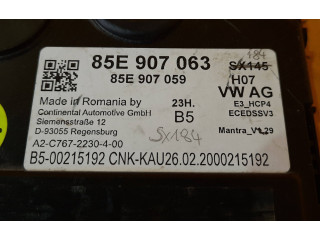 184
85E 907 063 SX145
85E 907 059 H07
VW AG
Made in Romania by 23H. E3_HCP4
Continental Automotive GmbH B5 ECEDSSV3
Siemensstraße 12
D-93055 Regensburg SX184 Mantra_V1.29
A2-C767-2230-4-00
B5-00215192 CNK-KAU26.02.2000215192